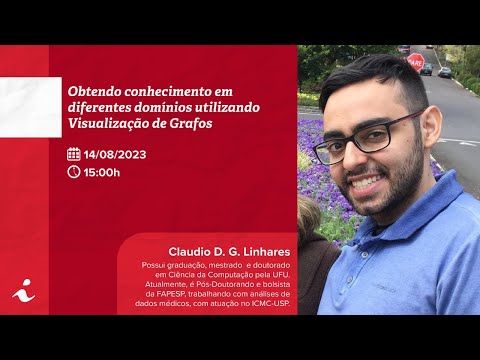 Obtendo conhecimento em
diferentes domínios utilizando
Visualização de Grafos
14/08/2023
15:00h
Claudio D. G. Linhares
Possui graduação, mestrado e doutorado
em Ciência da Computação pela UFU.
Atualmente, é Pós-Doutorando e bolsista
da FAPESP, trabalhando com análises de
dados médicos, com atuação no ICMC-USP.
PARE